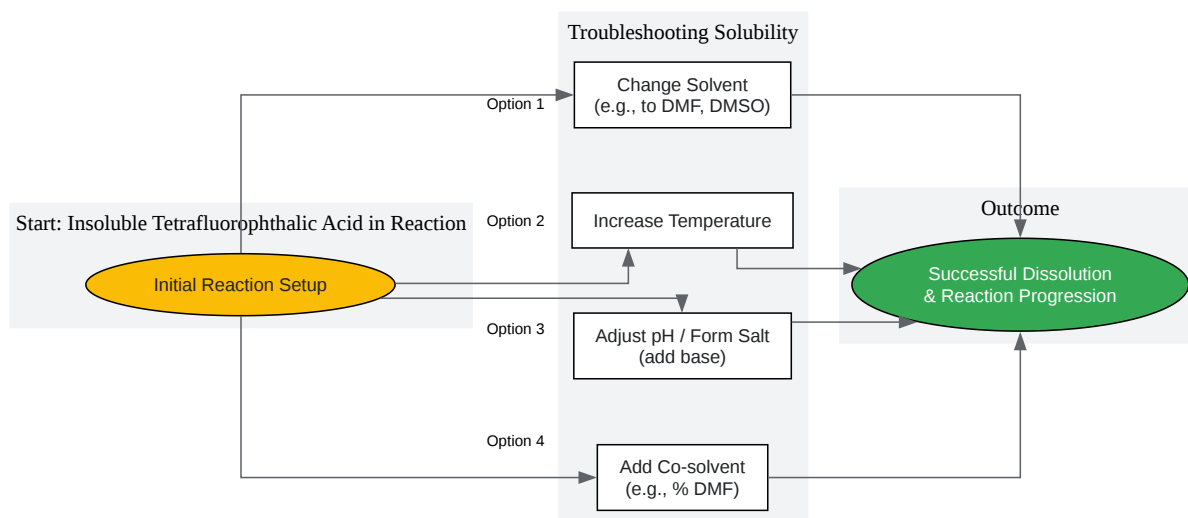 Troubleshooting Solubility
Option 1
Change Solvent
(e.g., to DMF, DMSO)
Start: Insoluble Tetrafluorophthalic Acid in Reaction
Initial Reaction Setup
Option 2
Increase Temperature
Option 3
Adjust pH / Form Salt
(add base)
Option 4
Add Co-solvent
(e.g., % DMF)
Outcome
Successful Dissolution
& Reaction Progression